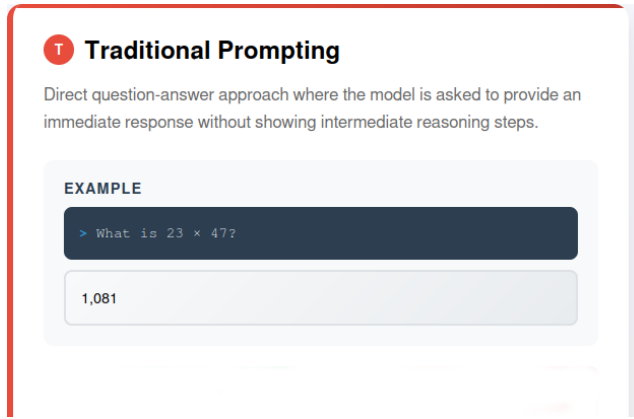 T Traditional Prompting
Direct question-answer approach where the model is asked to provide an
immediate response without showing intermediate reasoning steps.
EXAMPLE
> What is 23 × 47?
1,081